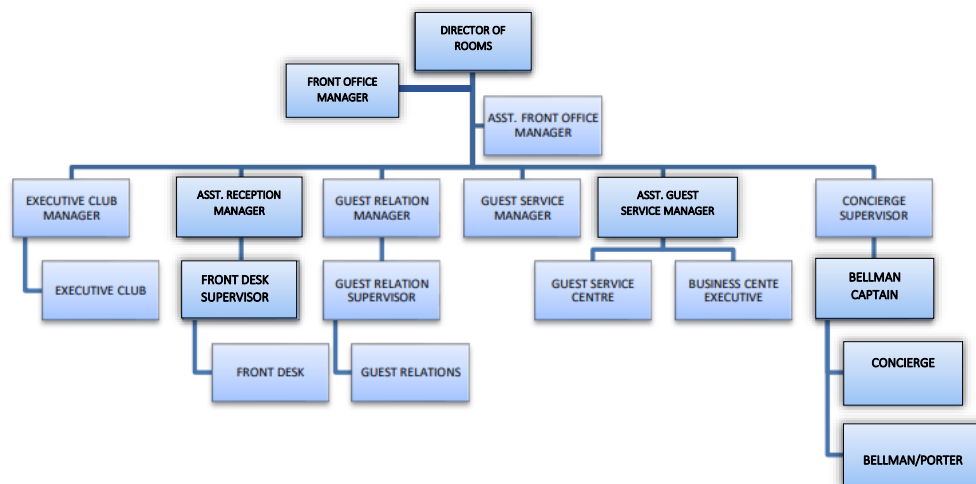 DIRECTOR OF
ROOMS
FRONT OFFICE
MANAGER
ASST. FRONT OFFICE
MANAGER
EXECUTIVE CLUB
MANAGER
ASST. RECEPTION
MANAGER
GUEST RELATION
MANAGER
GUEST SERVICE
MANAGER
ASST. GUEST
SERVICE MANAGER
CONCIERGE
SUPERVISOR
EXECUTIVE CLUB
FRONT DESK
SUPERVISOR
GUEST RELATION
SUPERVISOR
GUEST SERVICE
CENTRE
BUSINESS CENTE
EXECUTIVE
BELLMAN
CAPTAIN
FRONT DESK
GUEST RELATIONS
CONCIERGE
BELLMAN/PORTER